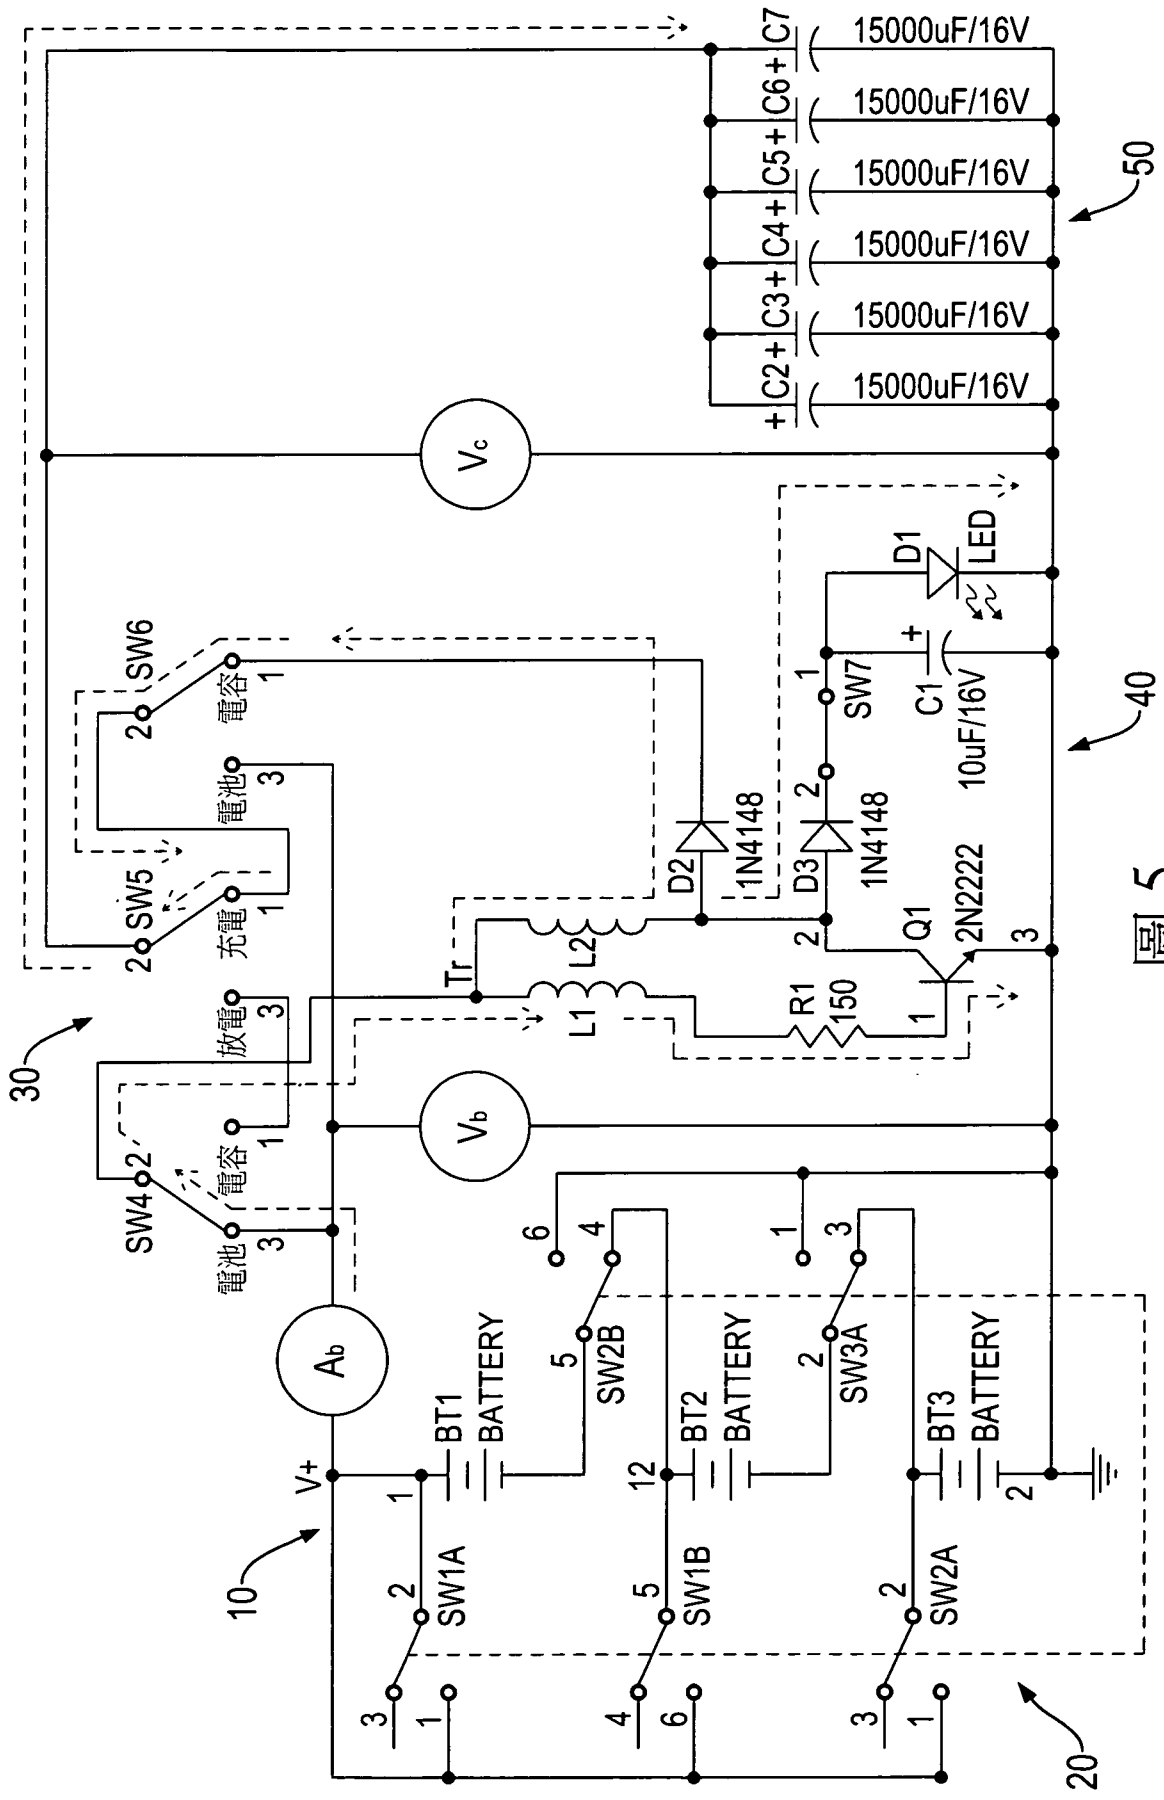 30
SW4
2
電池
3
電容
1
放電
3
SW5
2
充電
1
電池
3
SW6
2
電容
1
10
V+
Ab
Vb
Vc
Tr
L1
L2
R1
150
1
Q1
2N2222
2
3
D2
1N4148
D3
1N4148
2
1
SW7
C1
+
10uF/16V
D1
LED
C2
+
15000uF/16V
C3
+
15000uF/16V
C4
+
15000uF/16V
C5
+
15000uF/16V
C6
+
15000uF/16V
C7
+
15000uF/16V
1
BT1
BATTERY
3
1
2
SW1A
5
SW2B
6
4
12
BT2
BATTERY
4
6
5
SW1B
2
SW3A
1
3
BT3
BATTERY
2
3
1
2
SW2A
20
40
50
圖 5